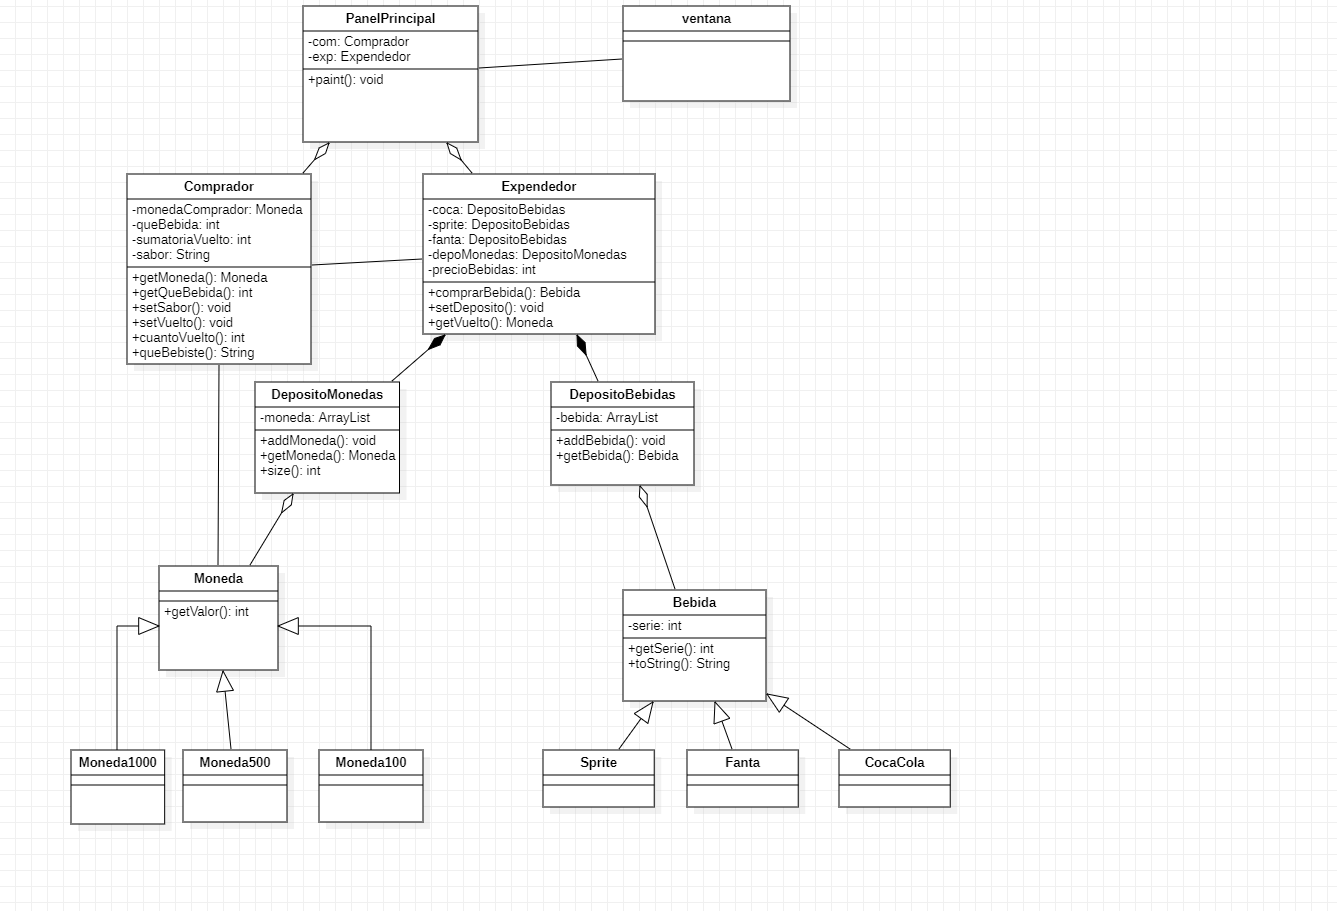 PanelPrincipal
-com: Comprador
-exp: Expendedor
+paint(): void
ventana
Comprador
-monedaComprador: Moneda
-queBebida: int
-sumatoriaVuelto: int
-sabor: String
+getMoneda(): Moneda
+getQueBebida(): int
+setSabor(): void
+setVuelto(): void
+cuantoVuelto(): int
+queBebiste(): String
Expendedor
-coca: DepositoBebidas
-sprite: DepositoBebidas
-fanta: DepositoBebidas
-depoMonedas: DepositoMonedas
-precioBebidas: int
+comprarBebida(): Bebida
+setDeposito(): void
+getVuelto(): Moneda
DepositoMonedas
-moneda: ArrayList
+addMoneda(): void
+getMoneda(): Moneda
+size(): int
DepositoBebidas
-bebida: ArrayList
+addBebida(): void
+getBebida(): Bebida
Moneda
+getValor(): int
Bebida
-serie: int
+getSerie(): int
+toString(): String
Moneda1000
Moneda500
Moneda100
Sprite
Fanta
CocaCola